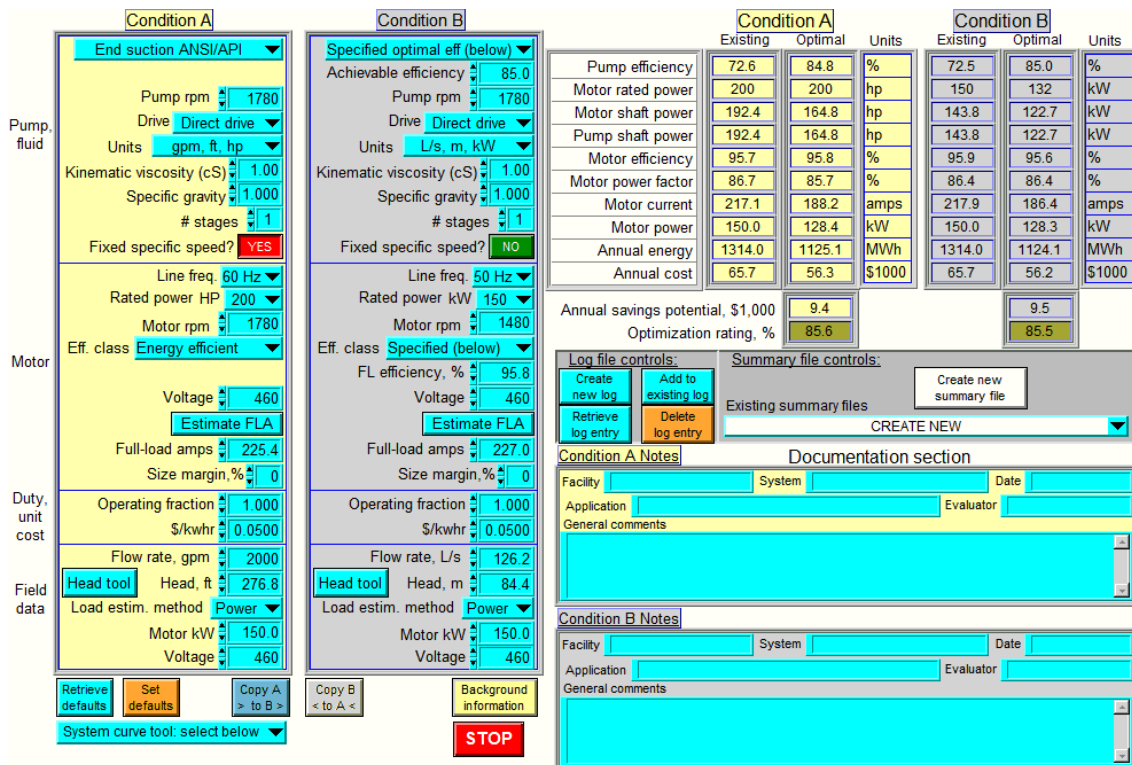 Condition A
End suction ANSI/API
Pump rpm 1780
Drive Direct drive
Units gpm, ft, hp
Kinematic viscosity (cS) 1.00
Specific gravity 1.000
# stages 1
Fixed specific speed? YES
Line freq. 60 Hz
Rated power HP 200
Motor rpm 1780
Eff. class Energy efficient
Voltage 460
Estimate FLA
Full-load amps 225.4
Size margin,% 0
Operating fraction 1.000
$/kwhr 0.0500
Flow rate, gpm 2000
Head tool Head, ft 276.8
Load estim. method Power
Motor kW 150.0
Voltage 460
Pump,
fluid
Motor
Duty,
unit
cost
Field
data
Condition B
Specified optimal eff (below)
Achievable efficiency 85.0
Pump rpm 1780
Drive Direct drive
Units L/s, m, kW
Kinematic viscosity (cS) 1.00
Specific gravity 1.000
# stages 1
Fixed specific speed? NO
Line freq. 50 Hz
Rated power kW 150
Motor rpm 1480
Eff. class Specified (below)
FL efficiency, % 95.8
Voltage 460
Estimate FLA
Full-load amps 227.0
Size margin,% 0
Operating fraction 1.000
$/kwhr 0.0500
Flow rate, L/s 126.2
Head tool Head, m 84.4
Load estim. method Power
Motor kW 150.0
Voltage 460
Retrieve
defaults
Set
defaults
Copy A
> to B >
Copy B
< to A <
Background
information
System curve tool: select below
STOP
Condition A Condition B
Existing Optimal Units Existing Optimal Units
Pump efficiency 72.6 84.8 % 72.5 85.0 %
Motor rated power 200 200 hp 150 132 kW
Motor shaft power 192.4 164.8 hp 143.8 122.7 kW
Pump shaft power 192.4 164.8 hp 143.8 122.7 kW
Motor efficiency 95.7 95.8 % 95.9 95.6 %
Motor power factor 86.7 85.7 % 86.4 86.4 %
Motor current 217.1 188.2 amps 217.9 186.4 amps
Motor power 150.0 128.4 kW 150.0 128.3 kW
Annual energy 1314.0 1125.1 MWh 1314.0 1124.1 MWh
Annual cost 65.7 56.3 $1000 65.7 56.2 $1000
Annual savings potential, $1,000 9.4 9.5
Optimization rating, % 85.6 85.5
Log file controls:
Create
new log
Add to
existing log
Retrieve
log entry
Delete
log entry
Summary file controls:
Create new
summary file
Existing summary files
CREATE NEW
Condition A Notes Documentation section
Facility System Date
Application Evaluator
General comments
Condition B Notes
Facility System Date
Application Evaluator
General comments